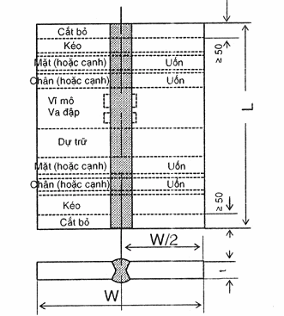 Cắt bỏ
Kéo
Mặt (hoặc cạnh) Uốn
Chân (hoặc cạnh) Uốn
Vĩ mô
Va đập
Dự trữ
Mặt (hoặc cạnh) Uốn
Chân (hoặc cạnh) Uốn
Kéo
Cắt bỏ
≥ 50
L
≥ 50
W/2
t
W